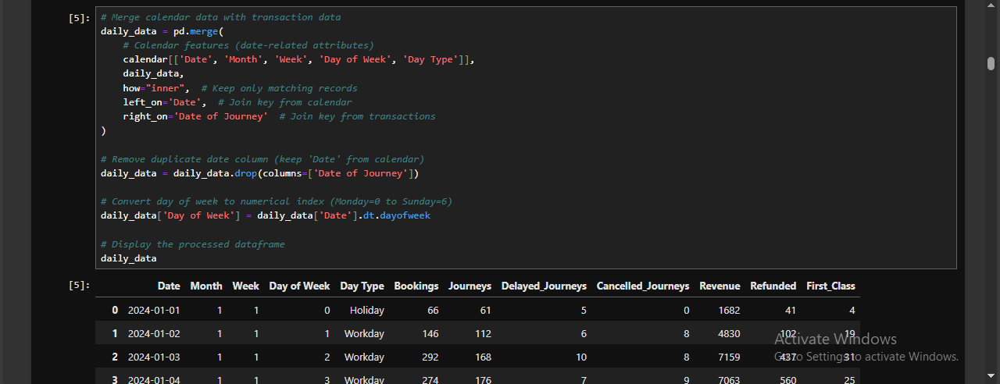 [5]: # Merge calendar data with transaction data
daily_data = pd.merge(
# Calendar features (date-related attributes)
calendar[['Date', 'Month', 'Week', 'Day of Week', 'Day Type']],
daily_data,
how="inner", # Keep only matching records
left_on='Date', # Join key from calendar
right_on='Date of Journey' # Join key from transactions
)
# Remove duplicate date column (keep 'Date' from calendar)
daily_data = daily_data.drop(columns=['Date of Journey'])
# Convert day of week to numerical index (Monday=0 to Sunday=6)
daily_data['Day of Week'] = daily_data['Date'].dt.dayofweek
# Display the processed dataframe
daily_data
[5]: Date Month Week Day of Week Day Type Bookings Journeys Delayed_Journeys Cancelled_Journeys Revenue Refunded First_Class
0 2024-01-01 1 1 0 Holiday 66 61 5 0 1682 41 4
1 2024-01-02 1 1 1 Workday 146 112 6 8 4830 102 19
Activate Windows
2 2024-01-03 1 1 2 Workday 292 168 10 8 7159 437 31
Go to Settings to activate Windows.
3 2024-01-04 1 1 3 Workday 274 176 7 9 7063 560 25